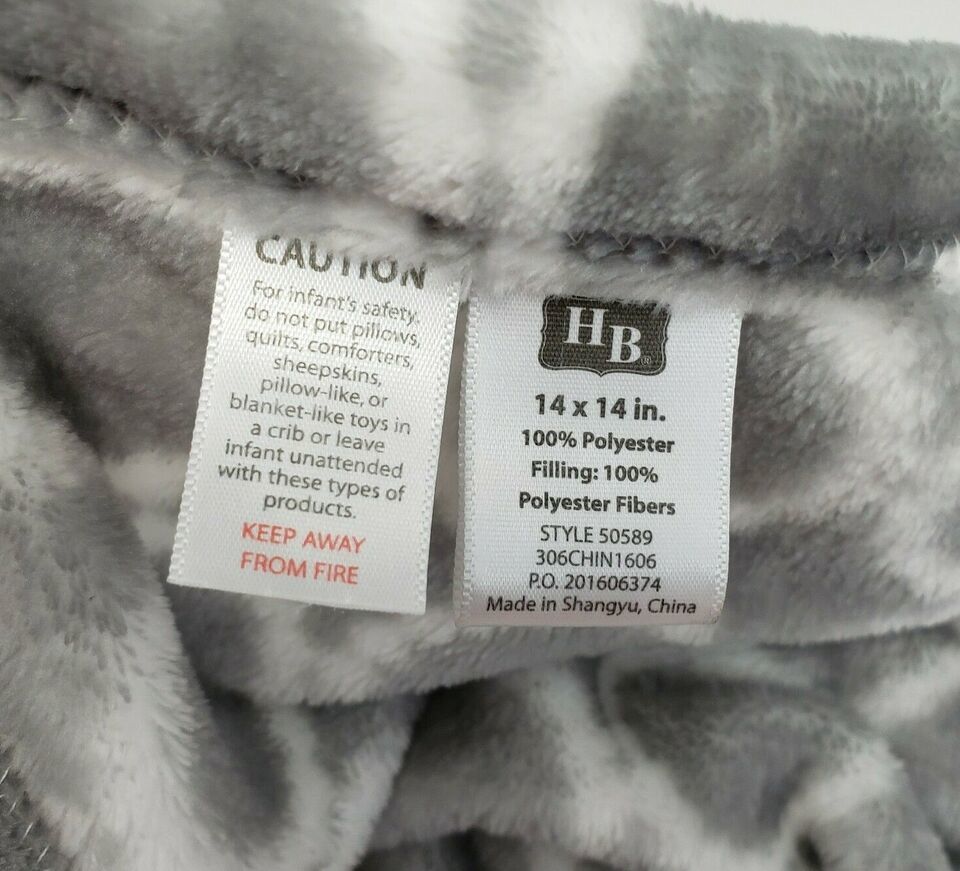 CAUTION
For infant's safety,
do not put pillows,
quilts, comforters,
sheepskins,
pillow-like, or
blanket-like toys in
a crib or leave
infant unattended
with these types of
products.
KEEP AWAY
FROM FIRE
HB®
14 x 14 in.
100% Polyester
Filling: 100%
Polyester Fibers
STYLE 50589
306CHIN1606
P.O. 201606374
Made in Shangyu, China